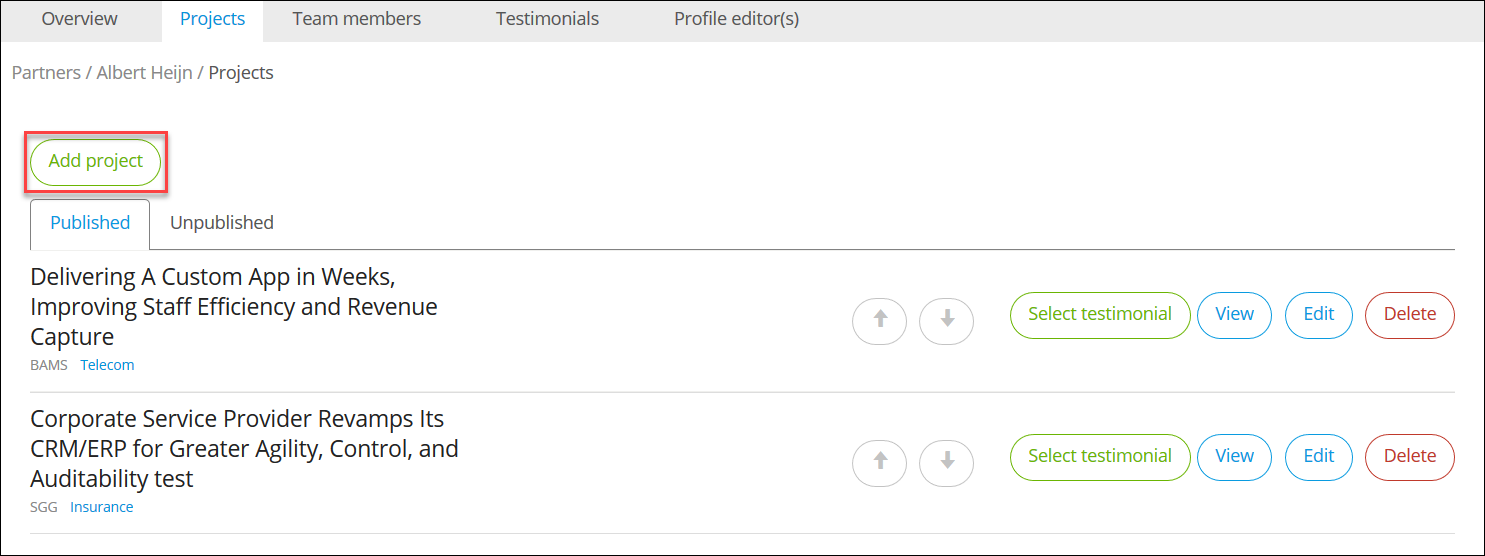 Overview Projects Team members Testimonials Profile editor(s)
Partners / Albert Heijn / Projects
Add project
Published Unpublished
Delivering A Custom App in Weeks,
Improving Staff Efficiency and Revenue
Capture
BAMS Telecom
Select testimonial View Edit Delete
Corporate Service Provider Revamps Its
CRM/ERP for Greater Agility, Control, and
Auditability test
SGG Insurance
Select testimonial View Edit Delete